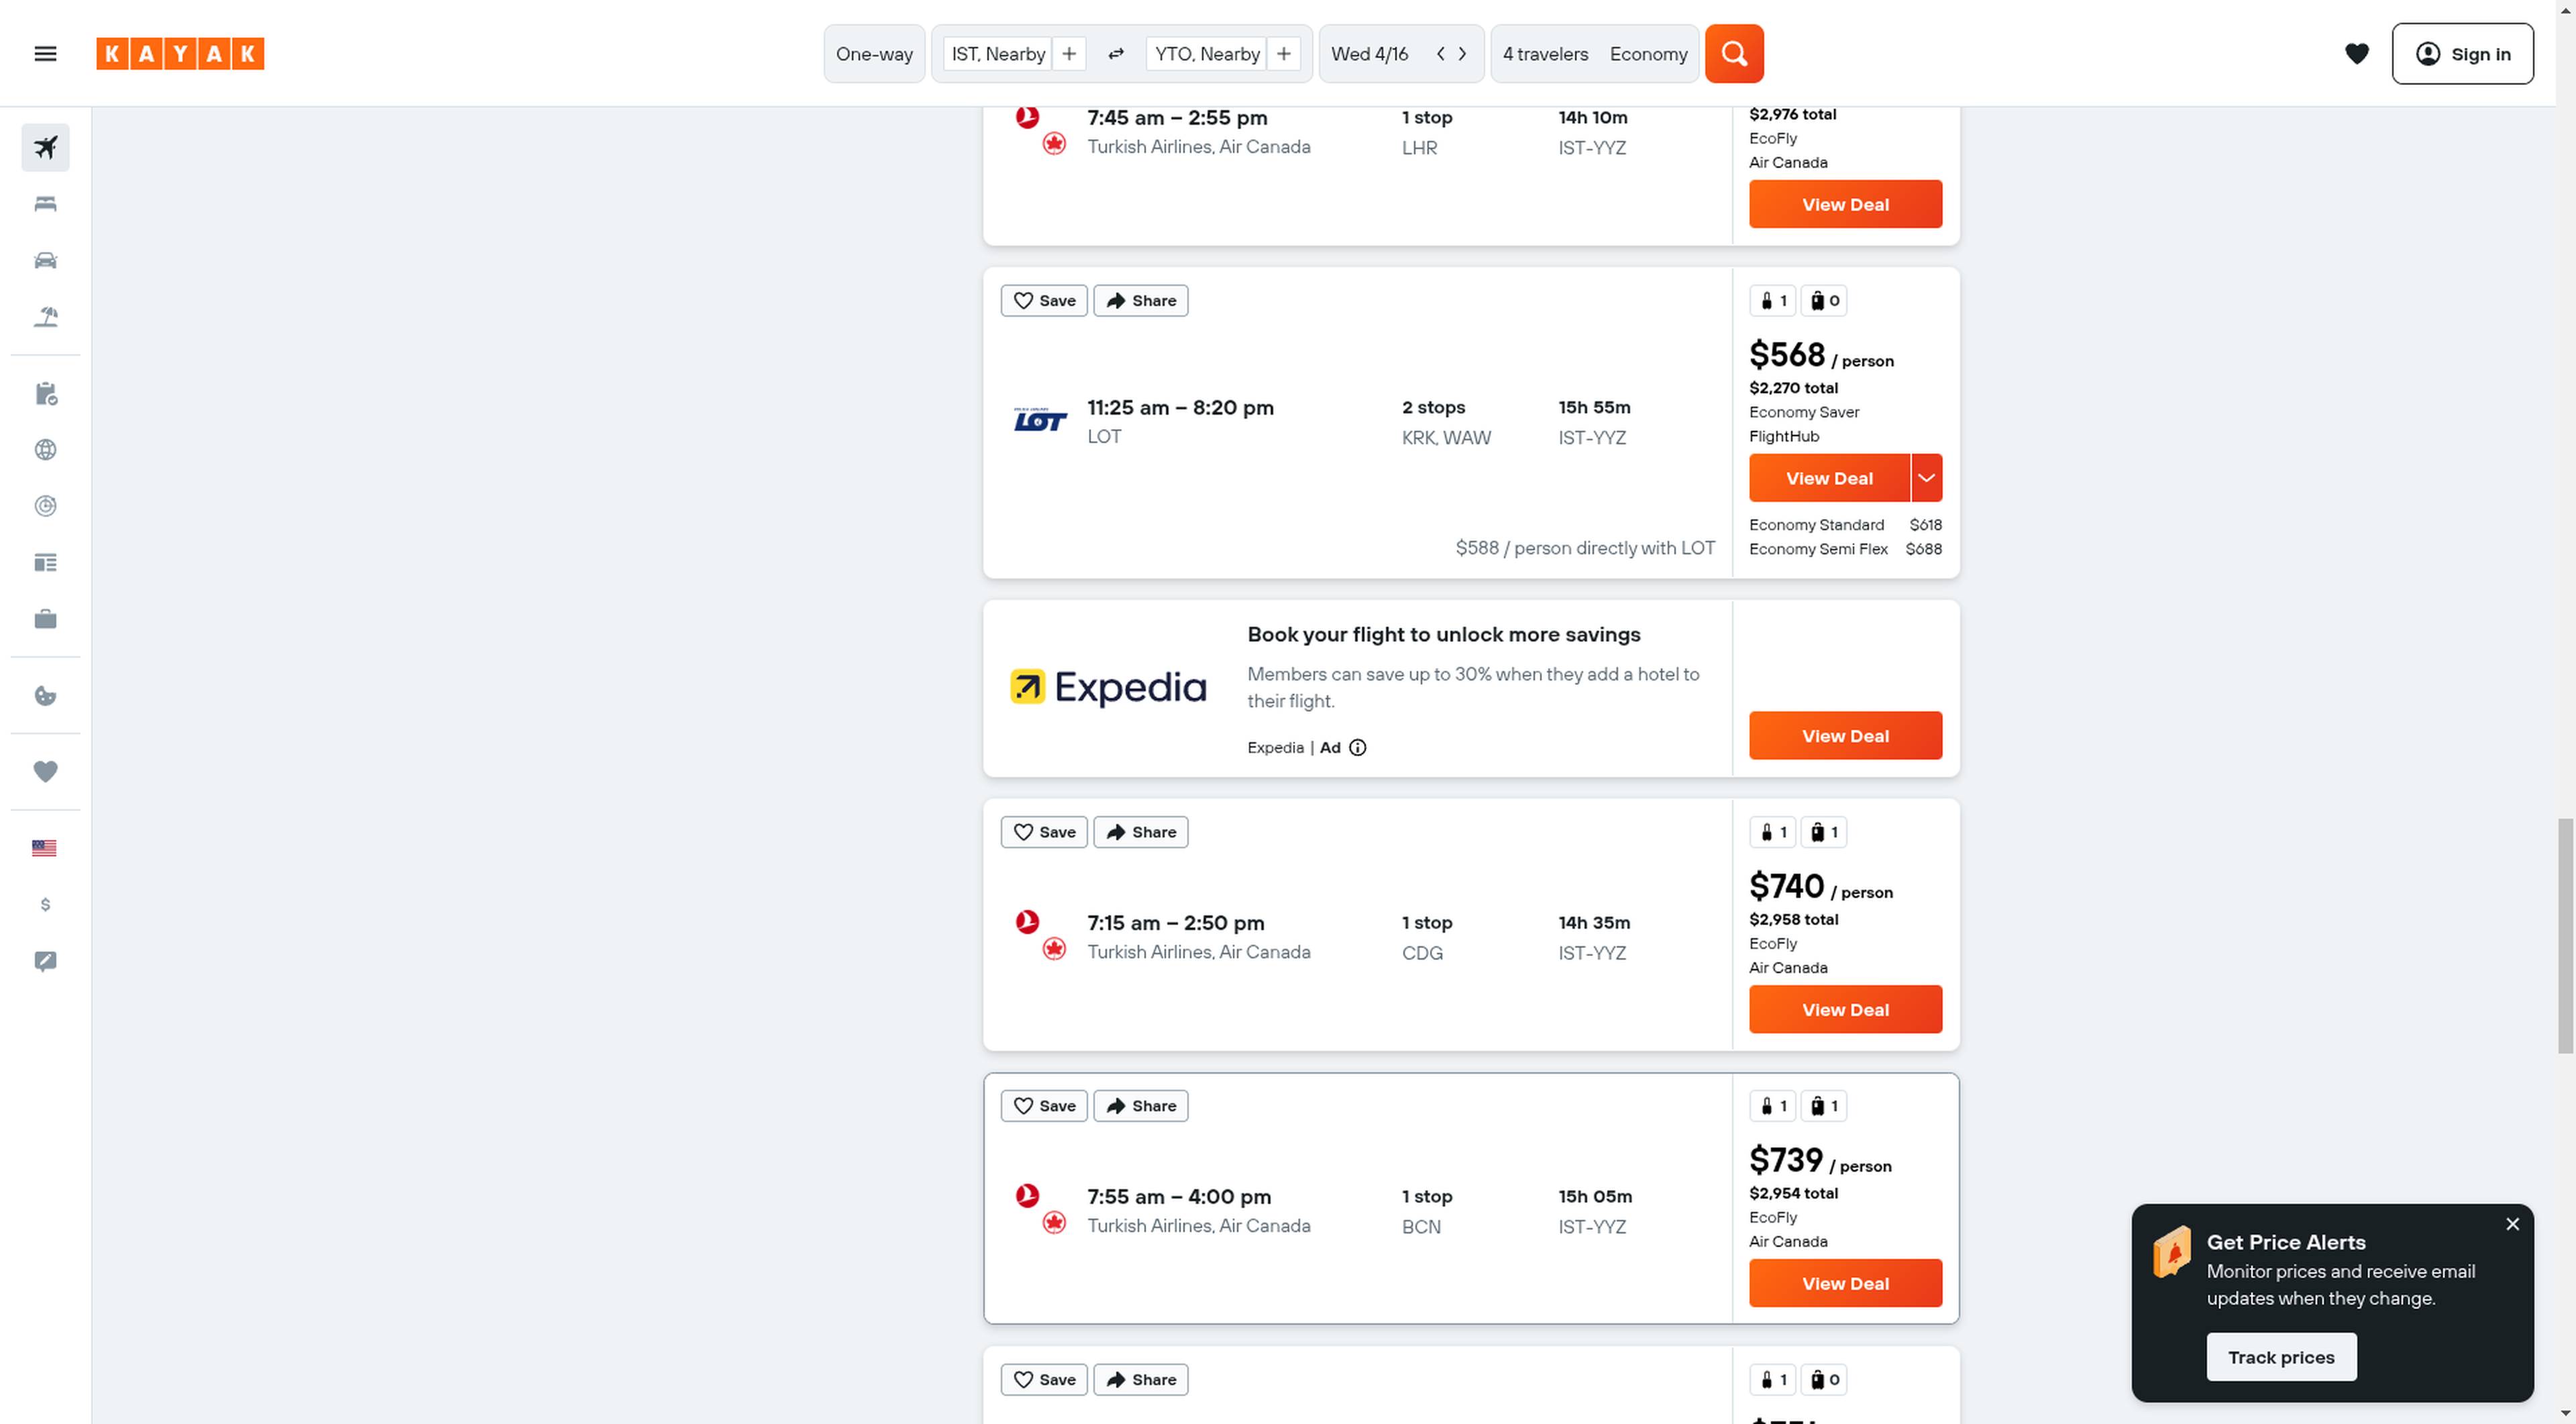 KAYAK
One-way
IST, Nearby
YTO, Nearby
Wed 4/16
4 travelers Economy
Sign in
7:45 am – 2:55 pm
Turkish Airlines, Air Canada
1 stop
LHR
14h 10m
IST-YYZ
$2,976 total
EcoFly
Air Canada
View Deal
Save
Share
1
0
11:25 am – 8:20 pm
LOT
LOT
2 stops
KRK, WAW
15h 55m
IST-YYZ
$588 / person directly with LOT
$568 / person
$2,270 total
Economy Saver
FlightHub
View Deal
Economy Standard $618
Economy Semi Flex $688
Expedia
Book your flight to unlock more savings
Members can save up to 30% when they add a hotel to
their flight.
Expedia | Ad
View Deal
Save
Share
1
1
7:15 am – 2:50 pm
Turkish Airlines, Air Canada
1 stop
CDG
14h 35m
IST-YYZ
$740 / person
$2,958 total
EcoFly
Air Canada
View Deal
Save
Share
1
1
7:55 am – 4:00 pm
Turkish Airlines, Air Canada
1 stop
BCN
15h 05m
IST-YYZ
$739 / person
$2,954 total
EcoFly
Air Canada
View Deal
Save
Share
1
0
$
Get Price Alerts
Monitor prices and receive email
updates when they change.
Track prices